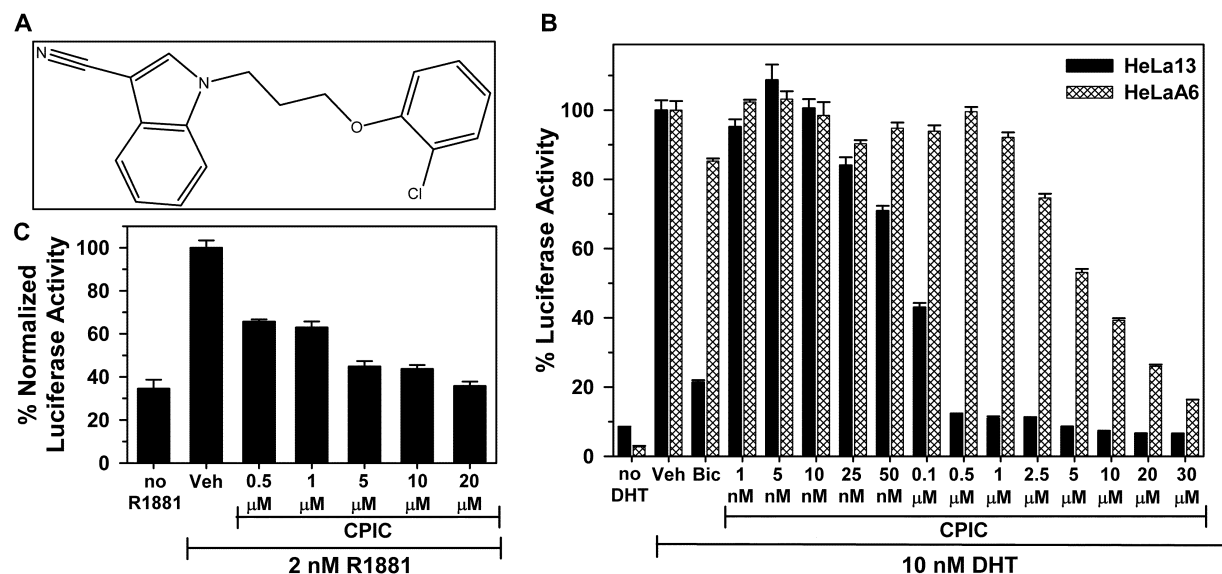 A
N
N
O
Cl
B
HeLa13
HeLaA6
% Luciferase Activity
100
80
60
40
20
0
no DHT Veh Bic 1 nM 5 nM 10 nM 25 nM 50 nM 0.1 μM 0.5 μM 1 μM 2.5 μM 5 μM 10 μM 20 μM 30 μM
CPIC
10 nM DHT
C
% Normalized
Luciferase Activity
100
80
60
40
20
0
no R1881 Veh 0.5 μM 1 μM 5 μM 10 μM 20 μM
CPIC
2 nM R1881